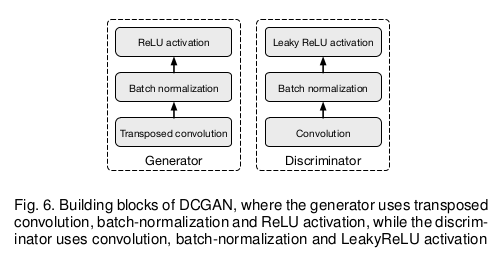 ReLU activation
Batch normalization
Transposed convolution
Generator
Leaky ReLU activation
Batch normalization
Convolution
Discriminator
Fig. 6. Building blocks of DCGAN, where the generator uses transposed
convolution, batch-normalization and ReLU activation, while the discrim-
inator uses convolution, batch-normalization and LeakyReLU activation